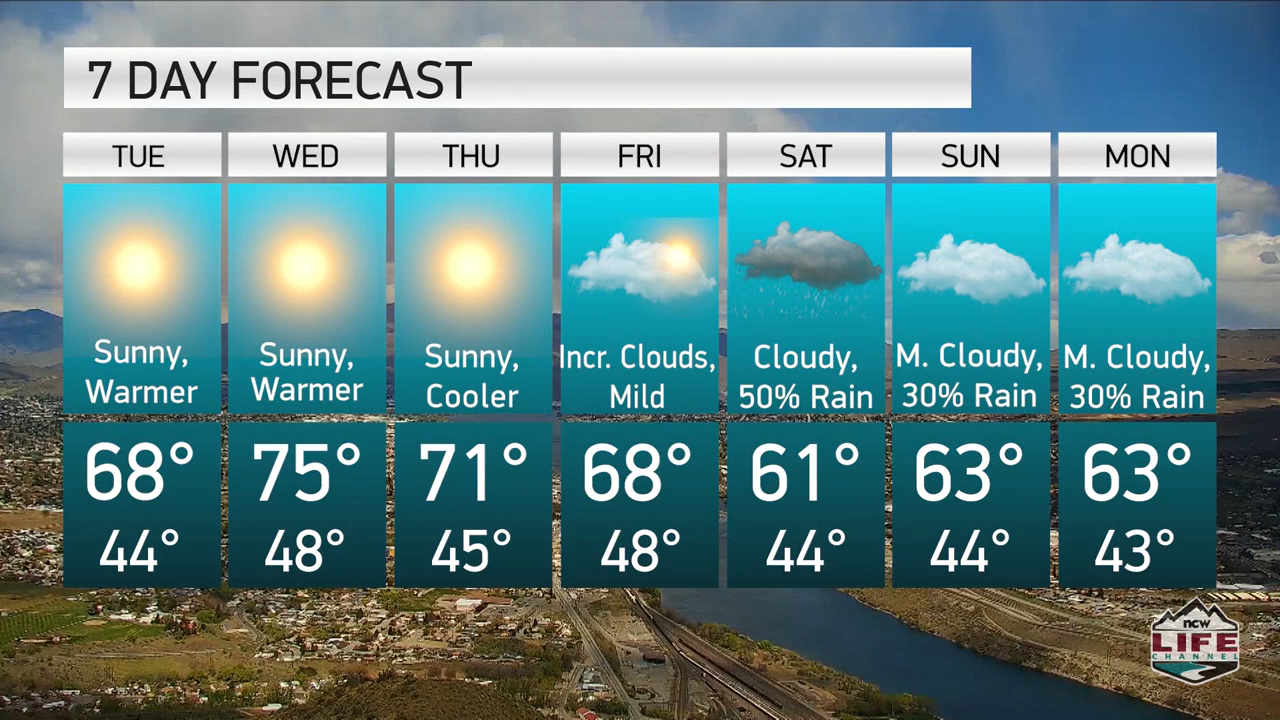 7 DAY FORECAST
TUE
WED
THU
FRI
SAT
SUN
MON
Sunny,
Warmer
Sunny,
Warmer
Sunny,
Cooler
Incr. Clouds,
Mild
Cloudy,
50% Rain
M. Cloudy,
30% Rain
M. Cloudy,
30% Rain
68° 75° 71° 68° 61° 63° 63°
44° 48° 45° 48° 44° 44° 43°
ncw
LIFE
CHANNEL